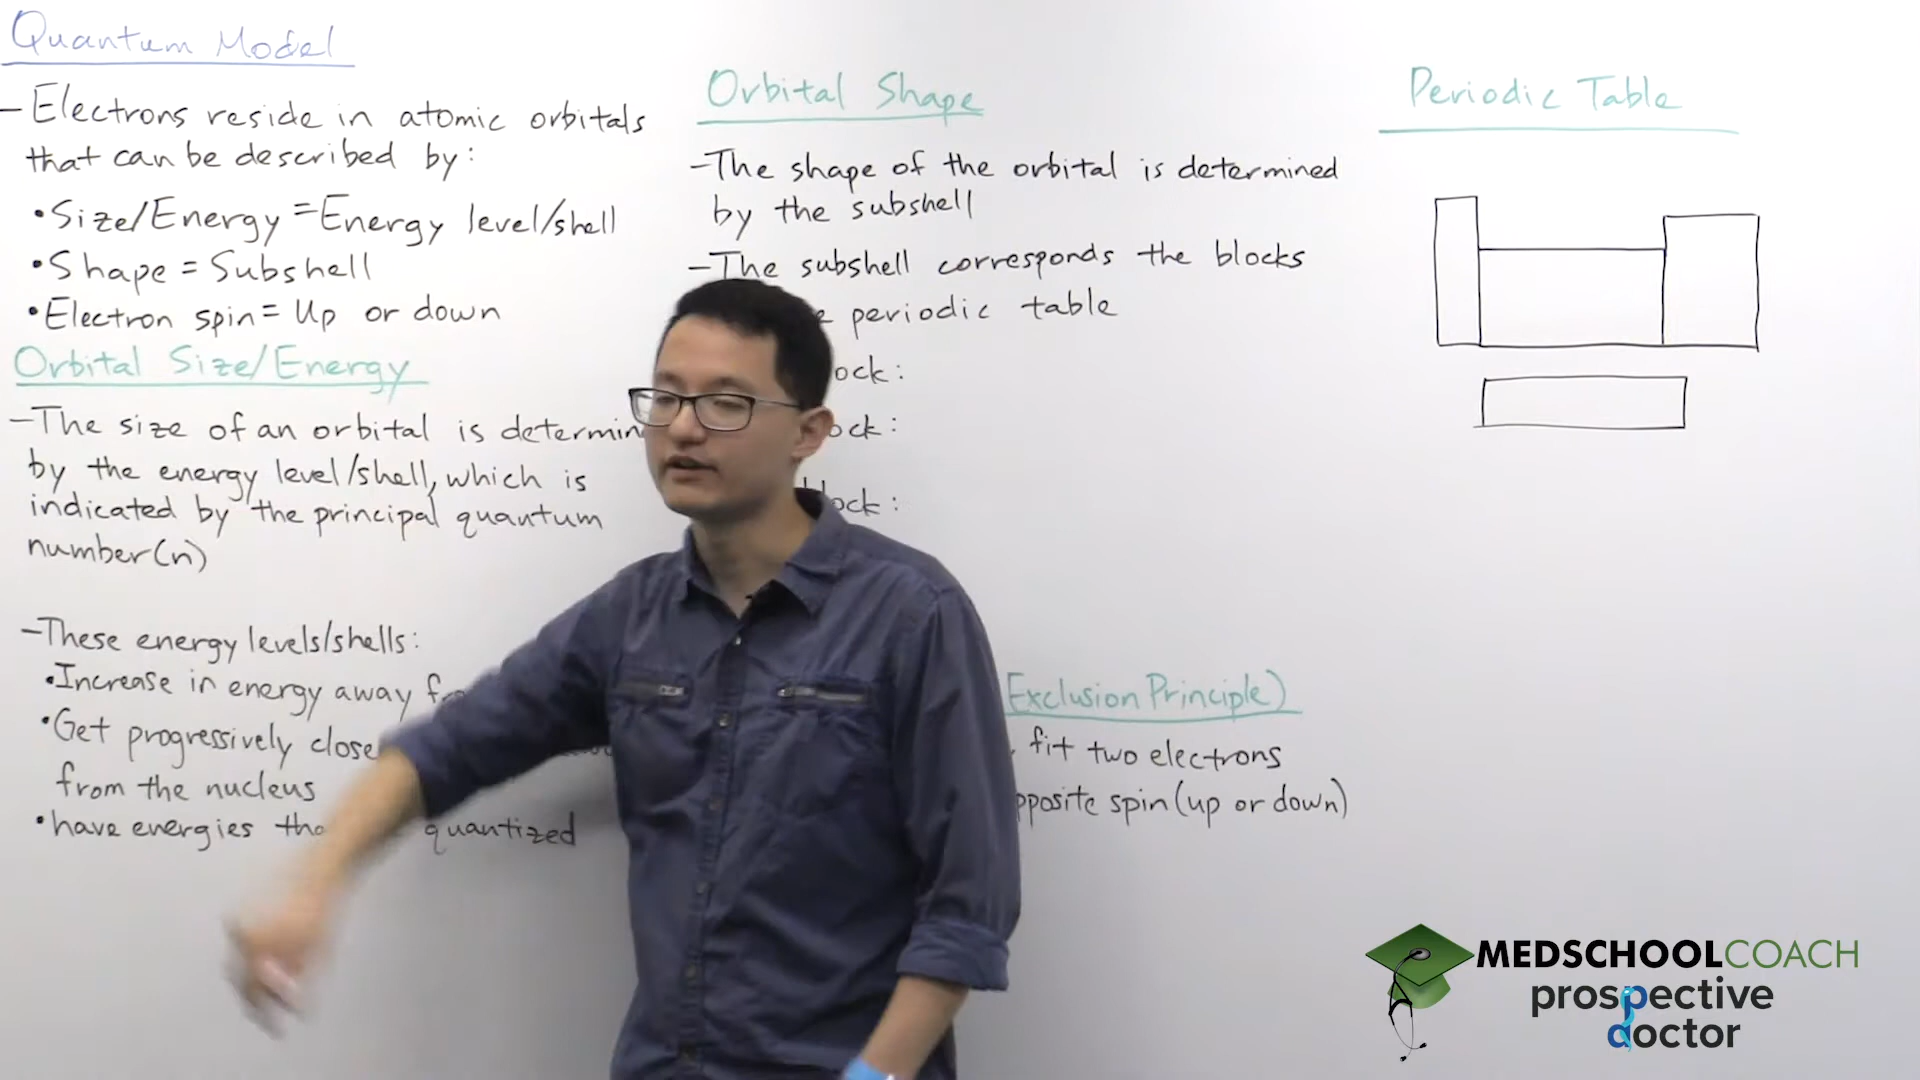 Quantum Model
- Electrons reside in atomic orbitals
that can be described by:
• Size/Energy = Energy level/shell
• Shape = Subshell
• Electron spin = Up or down
Orbital Size/Energy
- The size of an orbital is determin
by the energy level/shell, which is
indicated by the principal quantum
number (n)
- These energy levels/shells:
• Increase in energy away
• Get progressively close
from the nucleus
• have energies quantized
Orbital Shape
- The shape of the orbital is determined
by the subshell
- The subshell corresponds the blocks
periodic table
ock:
ock:
lock:
Exclusion Principle)
fit two electrons
pposite spin (up or down)
Periodic Table
MEDSCHOOLCOACH
prospective
doctor